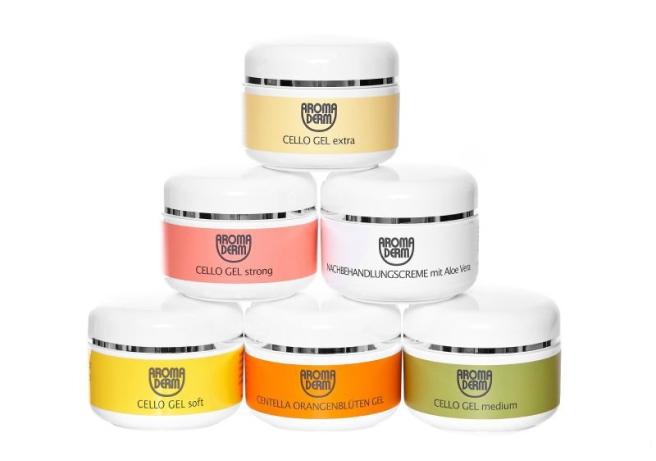 AROMA
DERM
CELLO GEL extra
AROMA
DERM
CELLO GEL strong
AROMA
DERM
NACHBEHANDLUNGSCREME mit Aloe Vera
AROMA
DERM
CELLO GEL soft
AROMA
DERM
CENTELLA ORANGENBLÜTEN GEL
AROMA
DERM
CELLO GEL medium